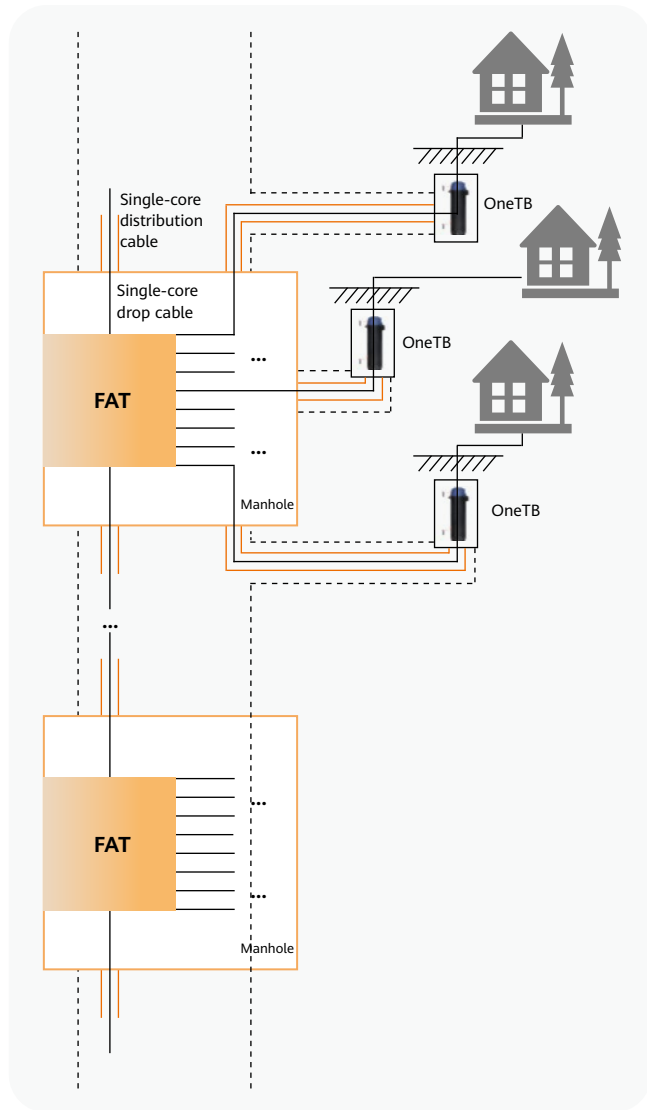 Single-core
distribution
cable
OneTB
Single-core
drop cable
...
OneTB
FAT
...
Manhole
OneTB
...
...
FAT
...
Manhole